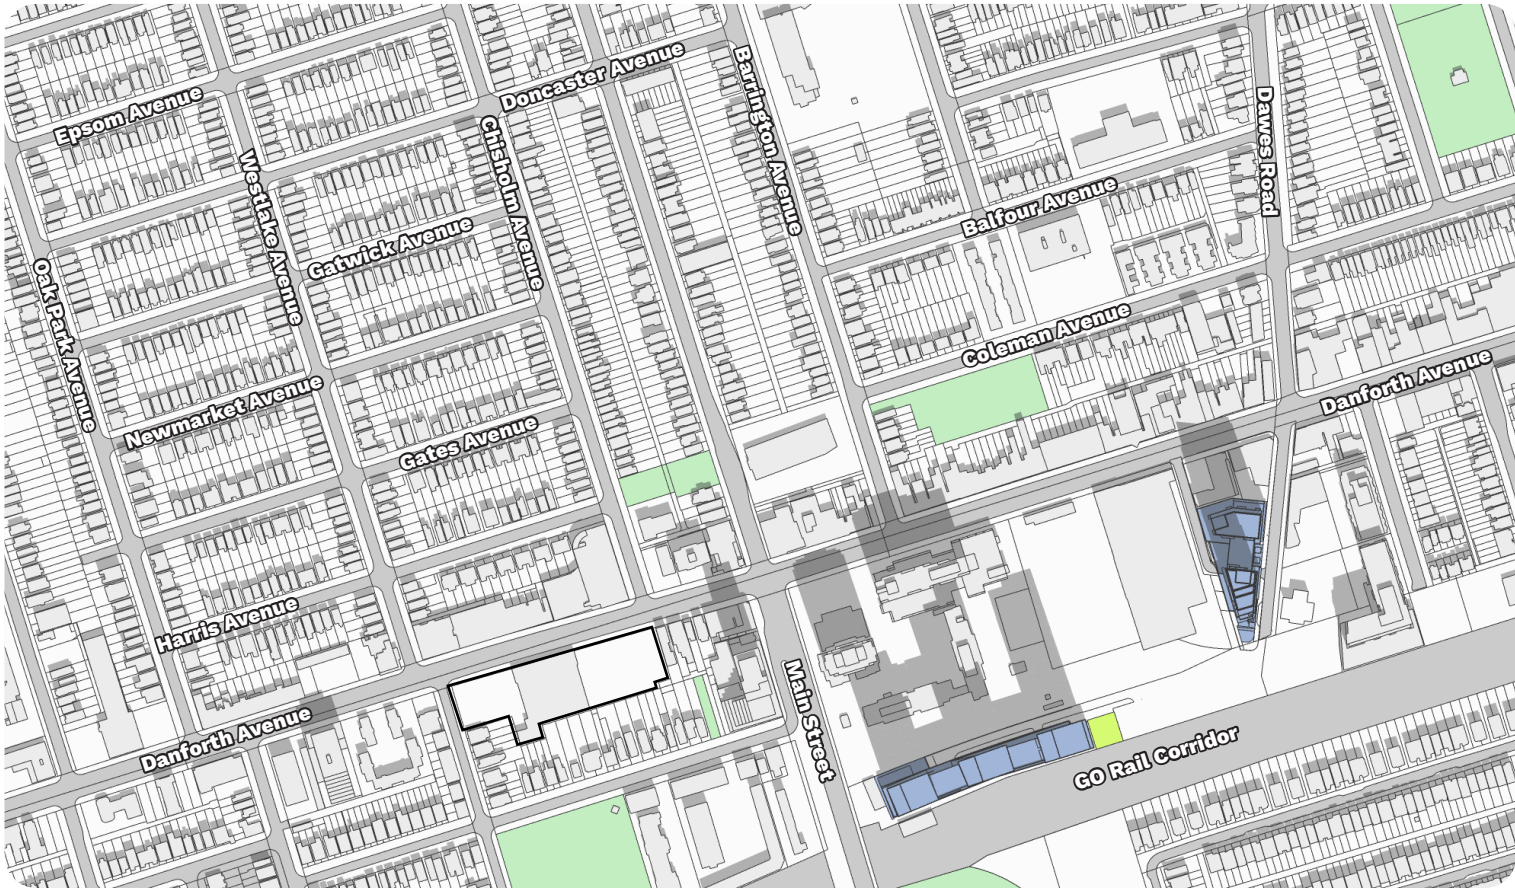 Doncaster Avenue
Barrington Avenue
Epsom Avenue
Dawes Road
Chisholm Avenue
Westlake Avenue
Balfour Avenue
Gatwick Avenue
Oak Park Avenue
Coleman Avenue
Danforth Avenue
Newmarket Avenue
Gates Avenue
Harris Avenue
Main Street
Danforth Avenue
GO Rail Corridor